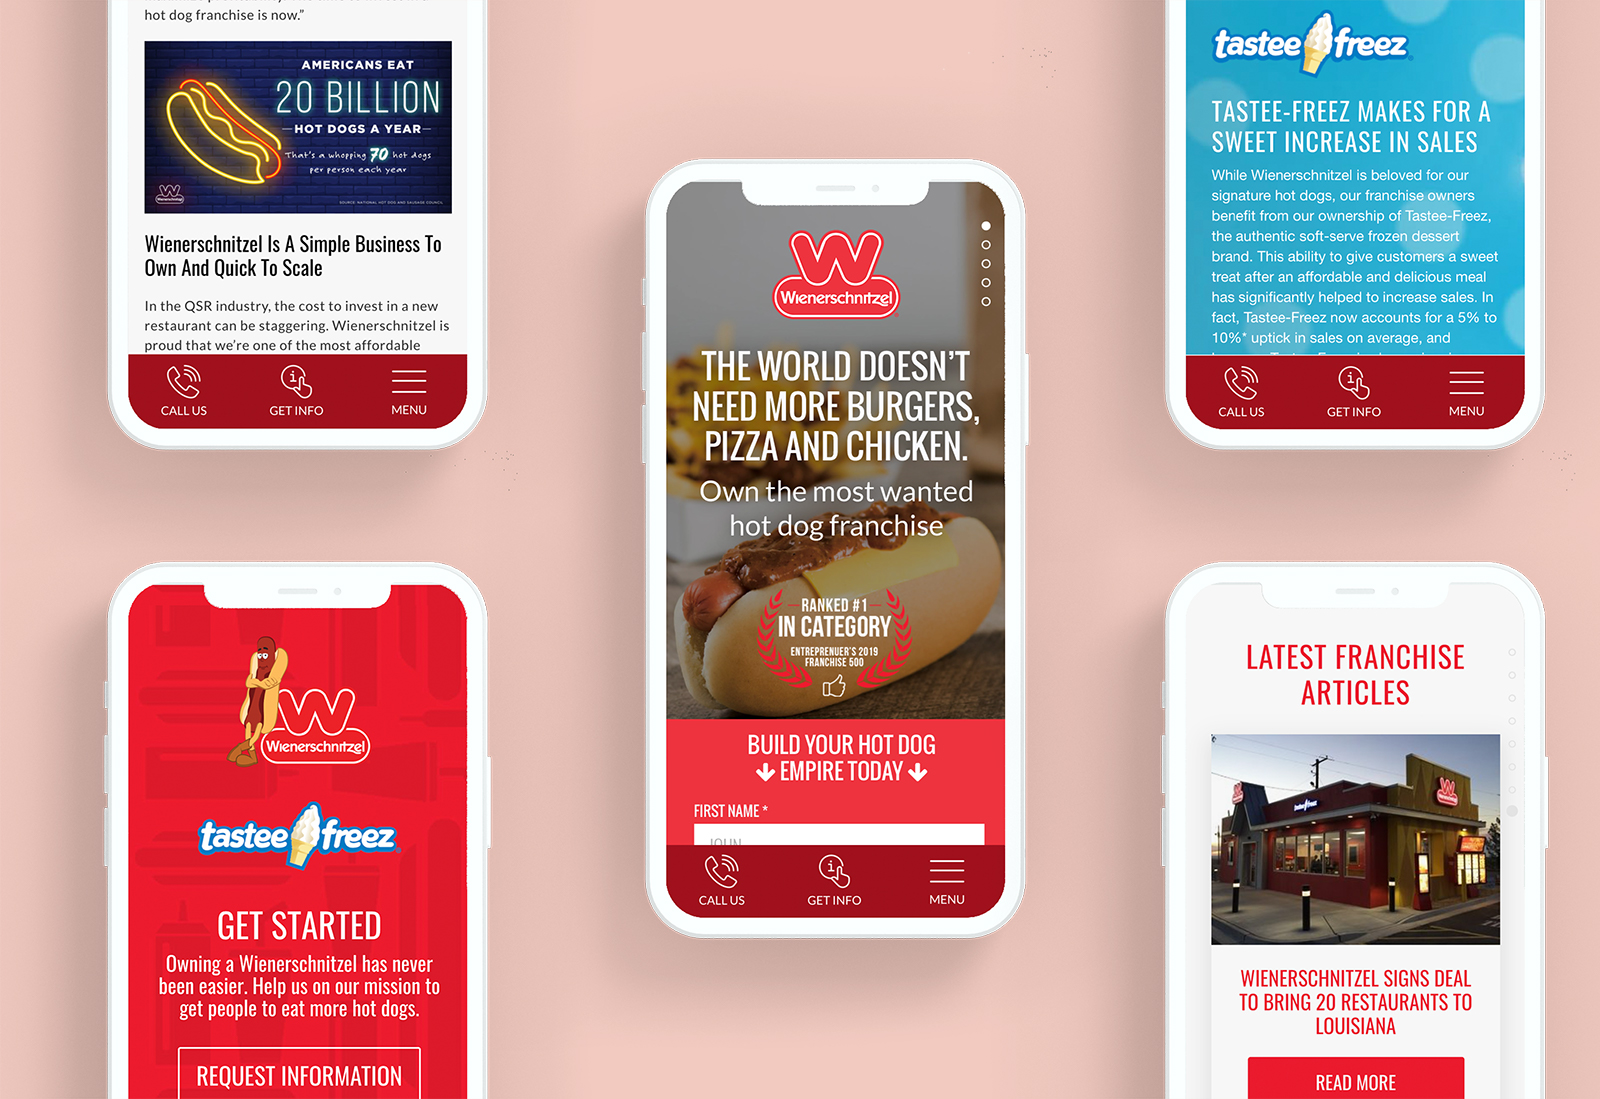 hot dog franchise is now.”
AMERICANS EAT
20 BILLION
HOT DOGS A YEAR
That's a whopping 70 hot dogs
per person each year
Wienerschnitzel
SOURCE: NATIONAL HOT DOG AND SAUSAGE COUNCIL
Wienerschnitzel Is A Simple Business To
Own And Quick To Scale
In the QSR industry, the cost to invest in a new
restaurant can be staggering. Wienerschnitzel is
proud that we’re one of the most affordable
CALL US
GET INFO
MENU
Wienerschnitzel
tastee freez
GET STARTED
Owning a Wienerschnitzel has never
been easier. Help us on our mission to
get people to eat more hot dogs.
REQUEST INFORMATION
Wienerschnitzel
THE WORLD DOESN’T
NEED MORE BURGERS,
PIZZA AND CHICKEN.
Own the most wanted
hot dog franchise
RANKED #1
IN CATEGORY
ENTREPRENUER'S 2019
FRANCHISE 500
BUILD YOUR HOT DOG
EMPIRE TODAY
FIRST NAME *
JOHN
CALL US
GET INFO
MENU
tastee freez
TASTEE-FREEZ MAKES FOR A
SWEET INCREASE IN SALES
While Wienerschnitzel is beloved for our
signature hot dogs, our franchise owners
benefit from our ownership of Tastee-Freez,
the authentic soft-serve frozen dessert
brand. This ability to give customers a sweet
treat after an affordable and delicious meal
has significantly helped to increase sales. In
fact, Tastee-Freez now accounts for a 5% to
10%* uptick in sales on average, and
CALL US
GET INFO
MENU
LATEST FRANCHISE
ARTICLES
WIENERSCHNITZEL SIGNS DEAL
TO BRING 20 RESTAURANTS TO
LOUISIANA
READ MORE